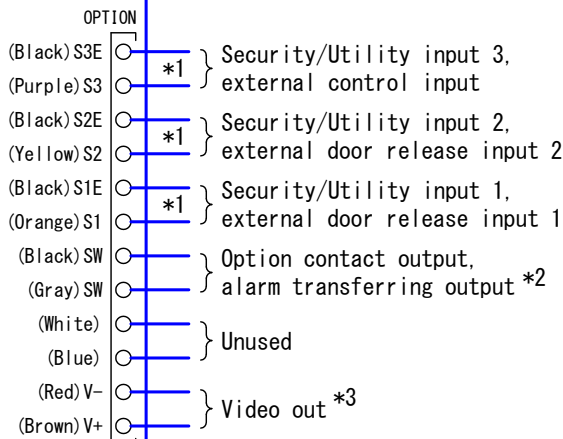 OPTION
(Black)S3E
(Purple)S3
*1
Security/Utility input 3,
external control input
(Black)S2E
(Yellow)S2
*1
Security/Utility input 2,
external door release input 2
(Black)S1E
(Orange)S1
*1
Security/Utility input 1,
external door release input 1
(Black)SW
(Gray)SW
Option contact output,
alarm transferring output *2
(White)
(Blue)
Unused
(Red)V-
(Brown)V+
Video out *3